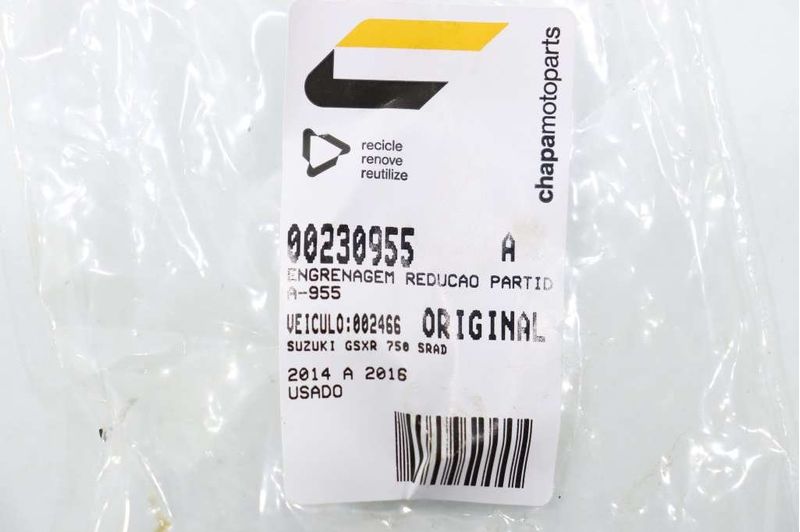 chapamotoparts
recicle
renove
reutilize
00230955 A
ENGRENAGEM REDUCAO PARTID
A-955
VEICULO:002466 ORIGINAL
SUZUKI GSXR 750 SRAD
2014 A 2016
USADO